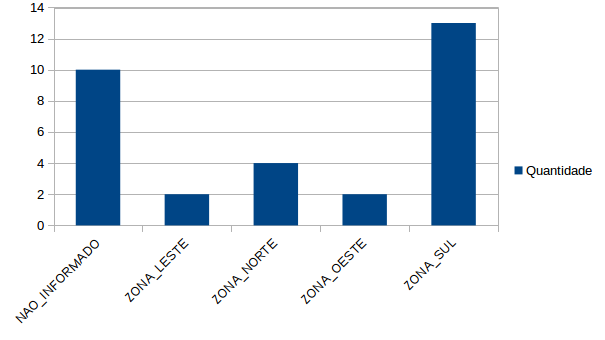 14
12
10
8
6
4
2
0
Quantidade
NAO_INFORMADO
ZONA_LESTE
ZONA_NORTE
ZONA_OESTE
ZONA_SUL